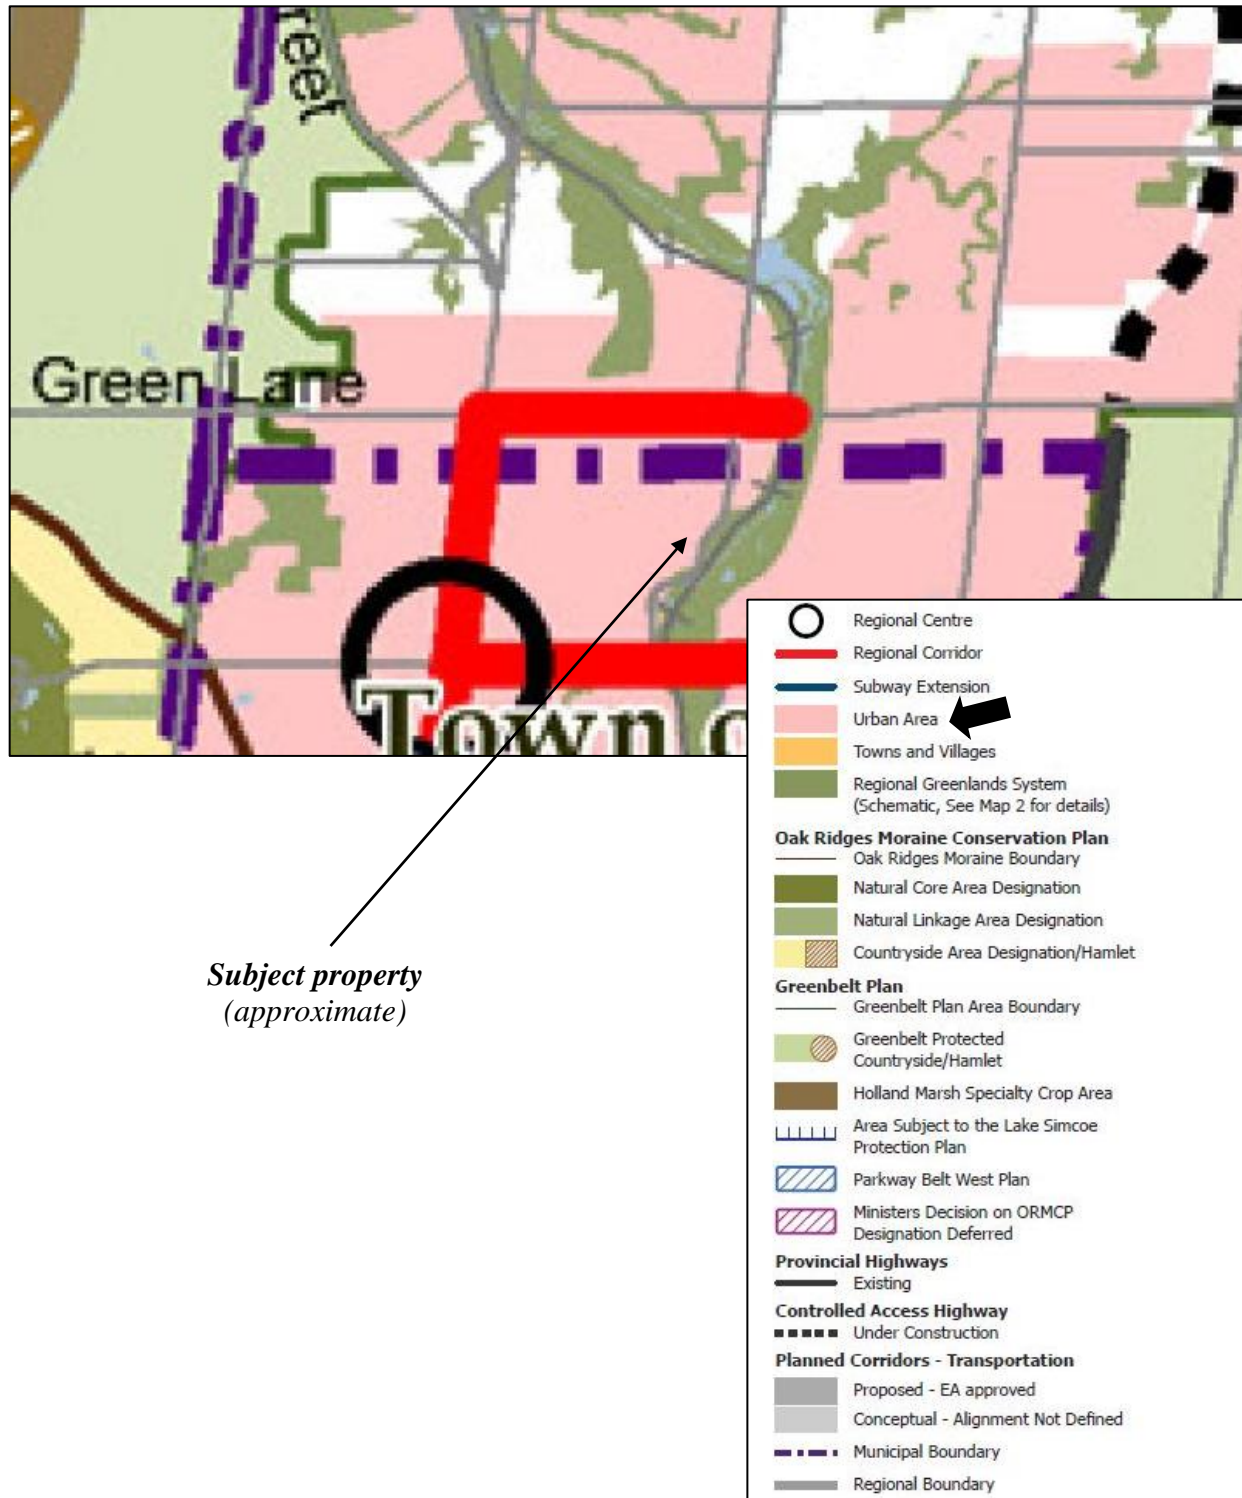 reet
Green Lane
Town o
Regional Centre
Regional Corridor
Subway Extension
Urban Area
Towns and Villages
Regional Greenlands System
(Schematic, See Map 2 for details)
Oak Ridges Moraine Conservation Plan
Oak Ridges Moraine Boundary
Natural Core Area Designation
Natural Linkage Area Designation
Countryside Area Designation/Hamlet
Greenbelt Plan
Greenbelt Plan Area Boundary
Greenbelt Protected
Countryside/Hamlet
Holland Marsh Specialty Crop Area
Area Subject to the Lake Simcoe
Protection Plan
Parkway Belt West Plan
Ministers Decision on ORMCP
Designation Deferred
Provincial Highways
Existing
Controlled Access Highway
Under Construction
Planned Corridors - Transportation
Proposed - EA approved
Conceptual - Alignment Not Defined
Municipal Boundary
Regional Boundary
Subject property
(approximate)